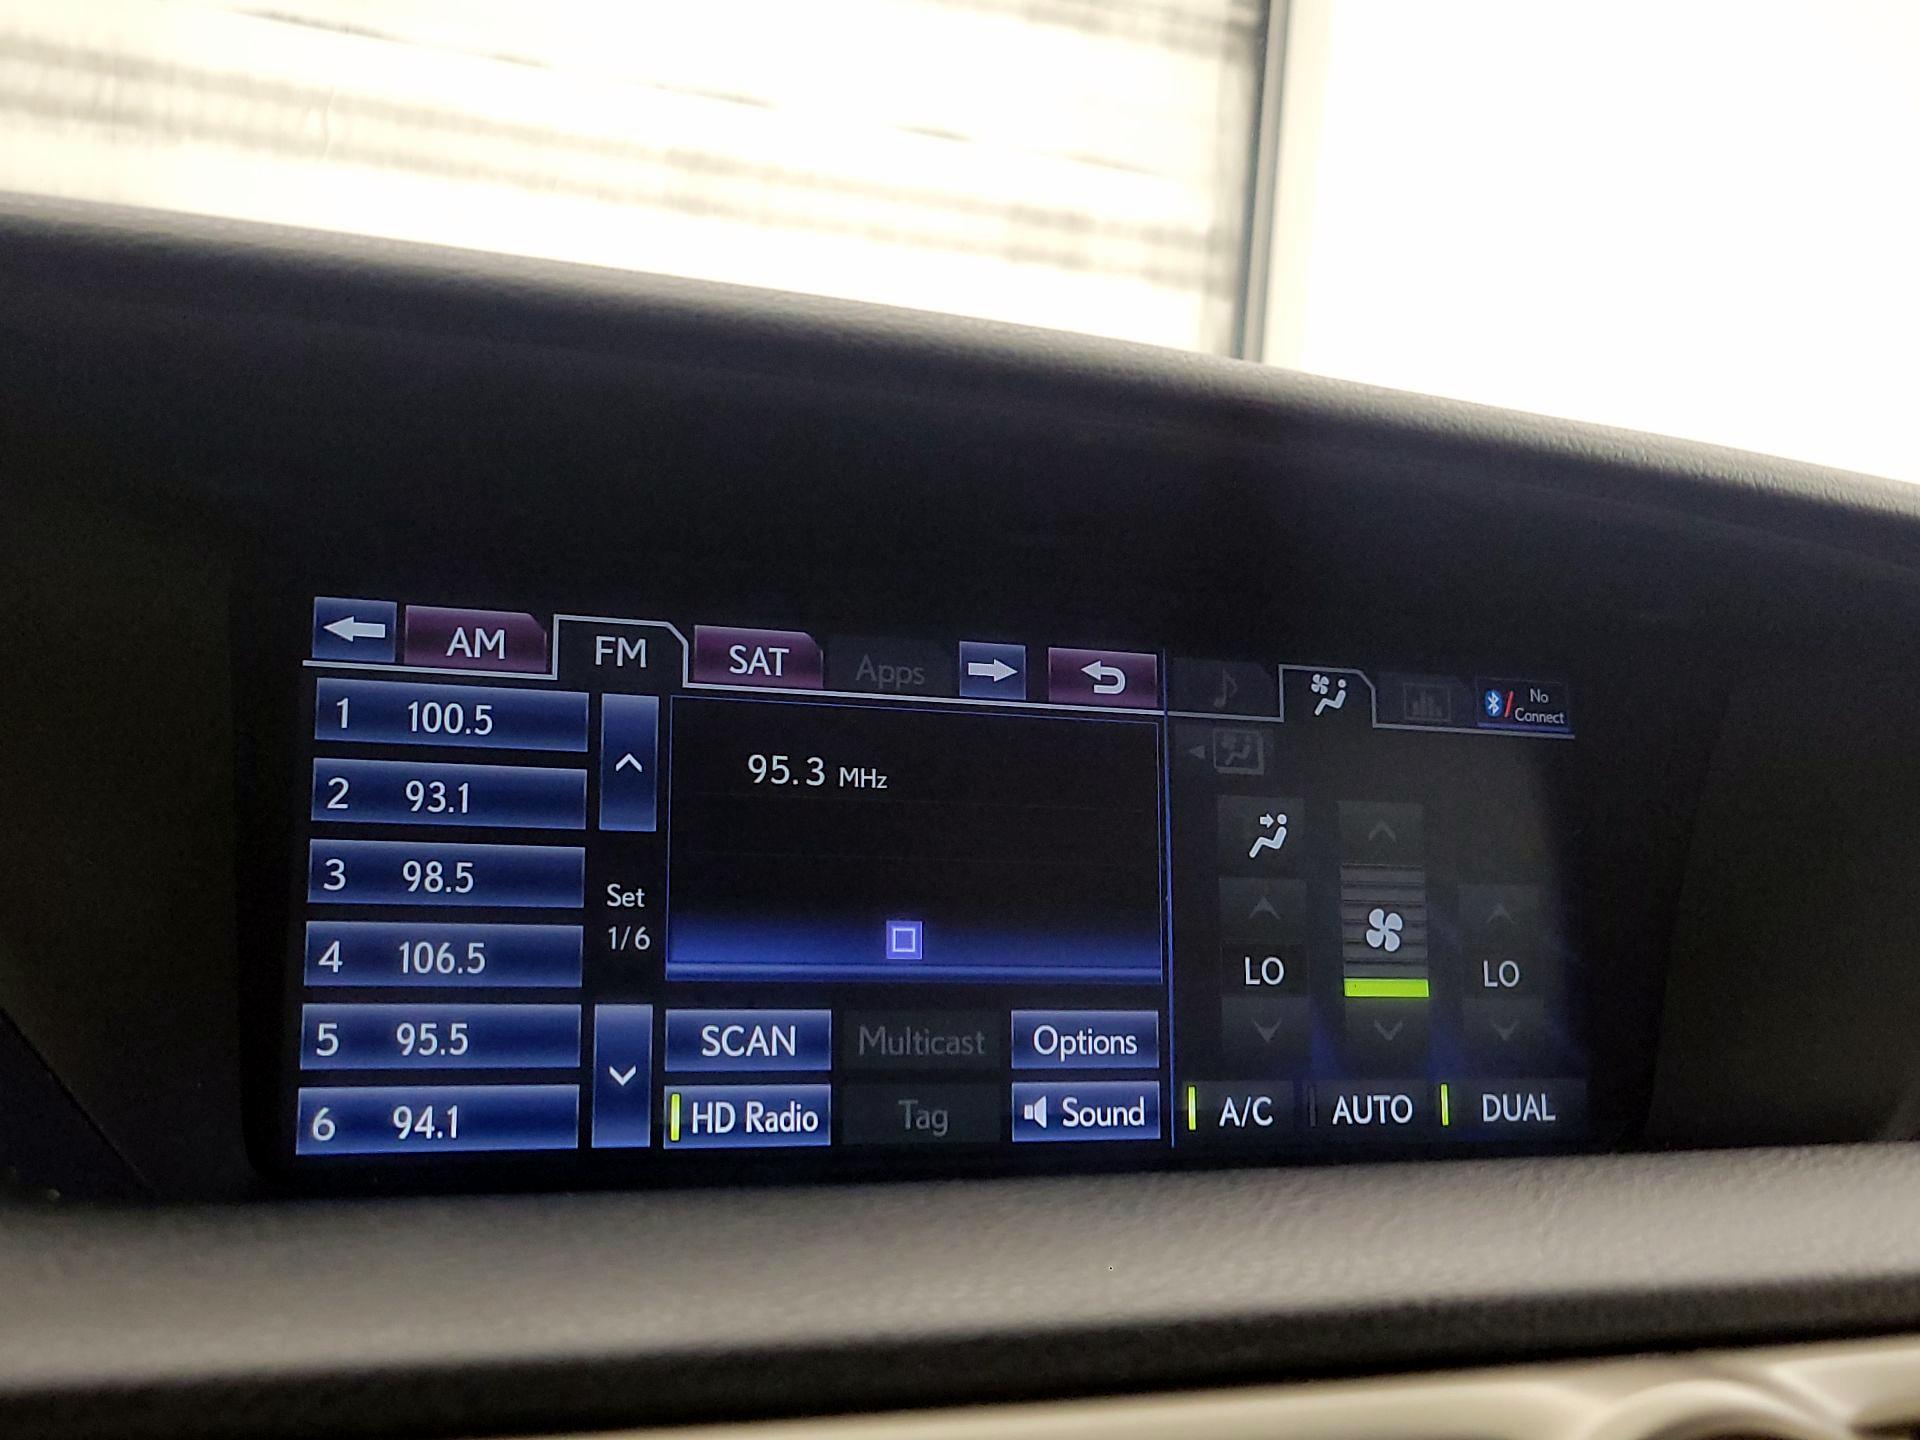 AM FM SAT Apps
No
Connect
1 100.5
2 93.1
3 98.5
4 106.5
5 95.5
6 94.1
Set
1/6
95.3 MHz
SCAN Multicast Options
HD Radio Tag Sound
LO LO
A/C AUTO DUAL